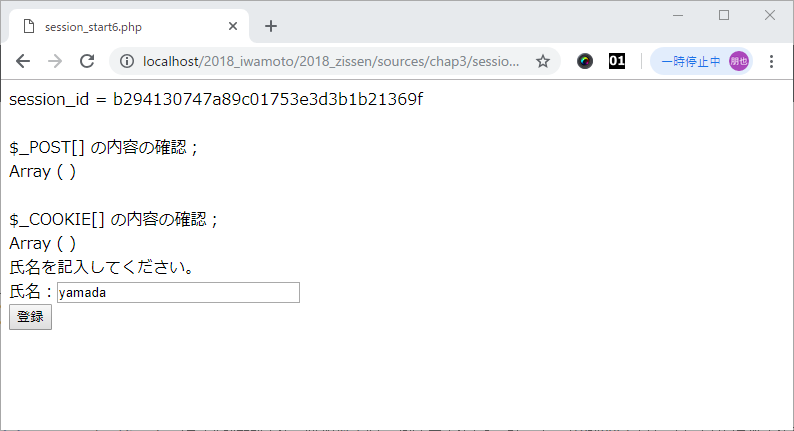 session_start6.php
localhost/2018_iwamoto/2018_zissen/sources/chap3/sessio...
01
一時停止中
朋也
session_id = b294130747a89c01753e3d3b1b21369f
$_POST[] の内容の確認；
Array ( )
$_COOKIE[] の内容の確認；
Array ( )
氏名を記入してください。
氏名：yamada
登録